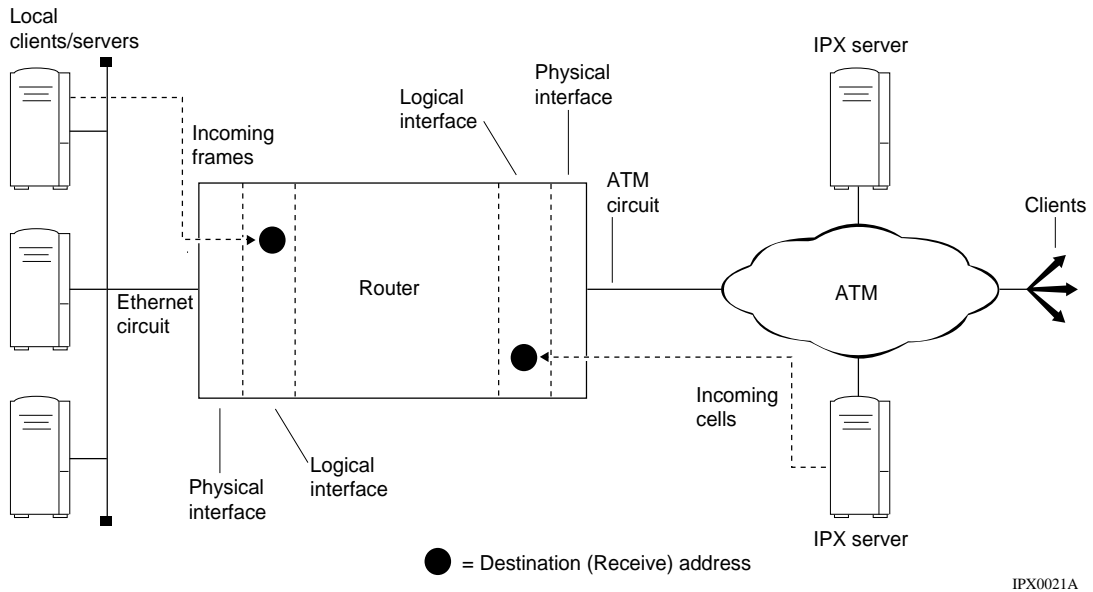 Local
clients/servers
IPX server
Physical
interface
Logical
interface
Incoming
frames
ATM
circuit
Clients
Router
ATM
Ethernet
circuit
Incoming
cells
Logical
interface
Physical
interface
IPX server
= Destination (Receive) address
IPX0021A